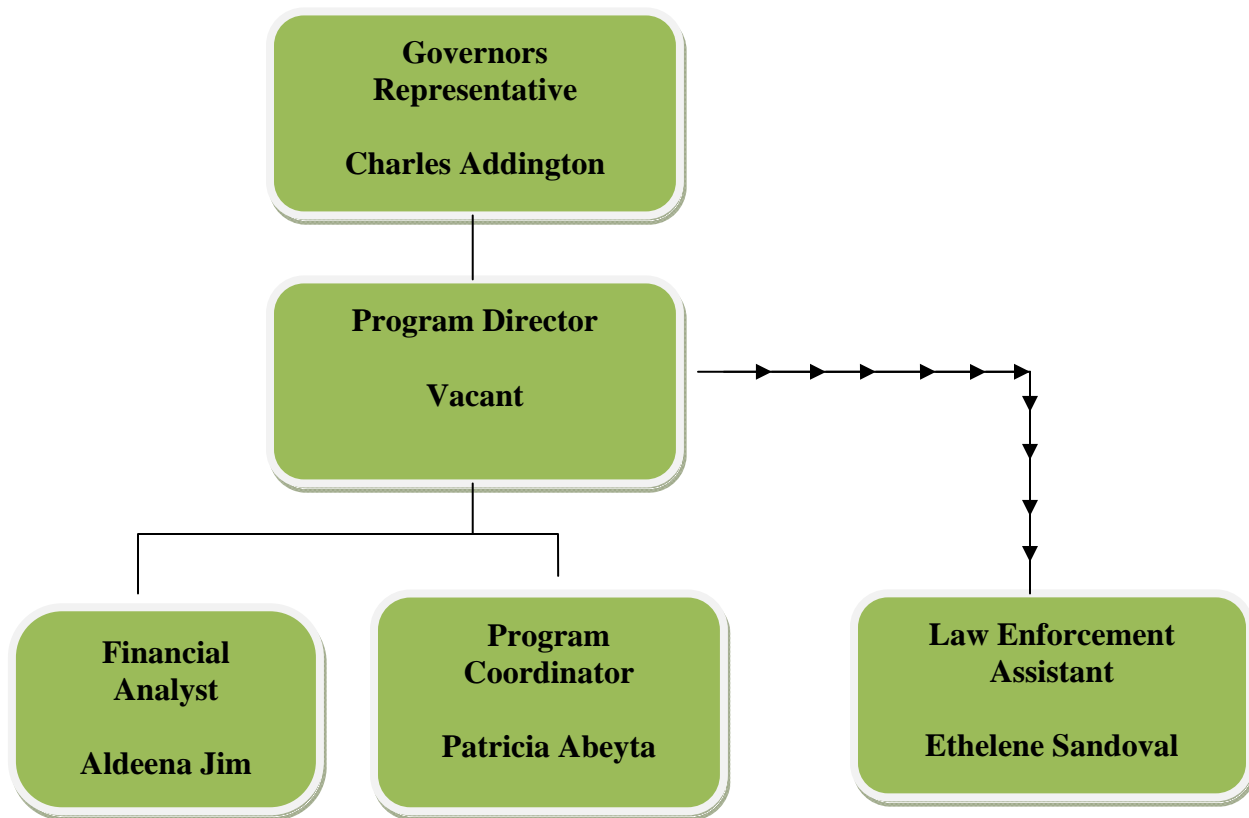 Governors
Representative
Charles Addington
Program Director
Vacant
Financial
Analyst
Aldeena Jim
Program
Coordinator
Patricia Abeyta
Law Enforcement
Assistant
Ethelene Sandoval